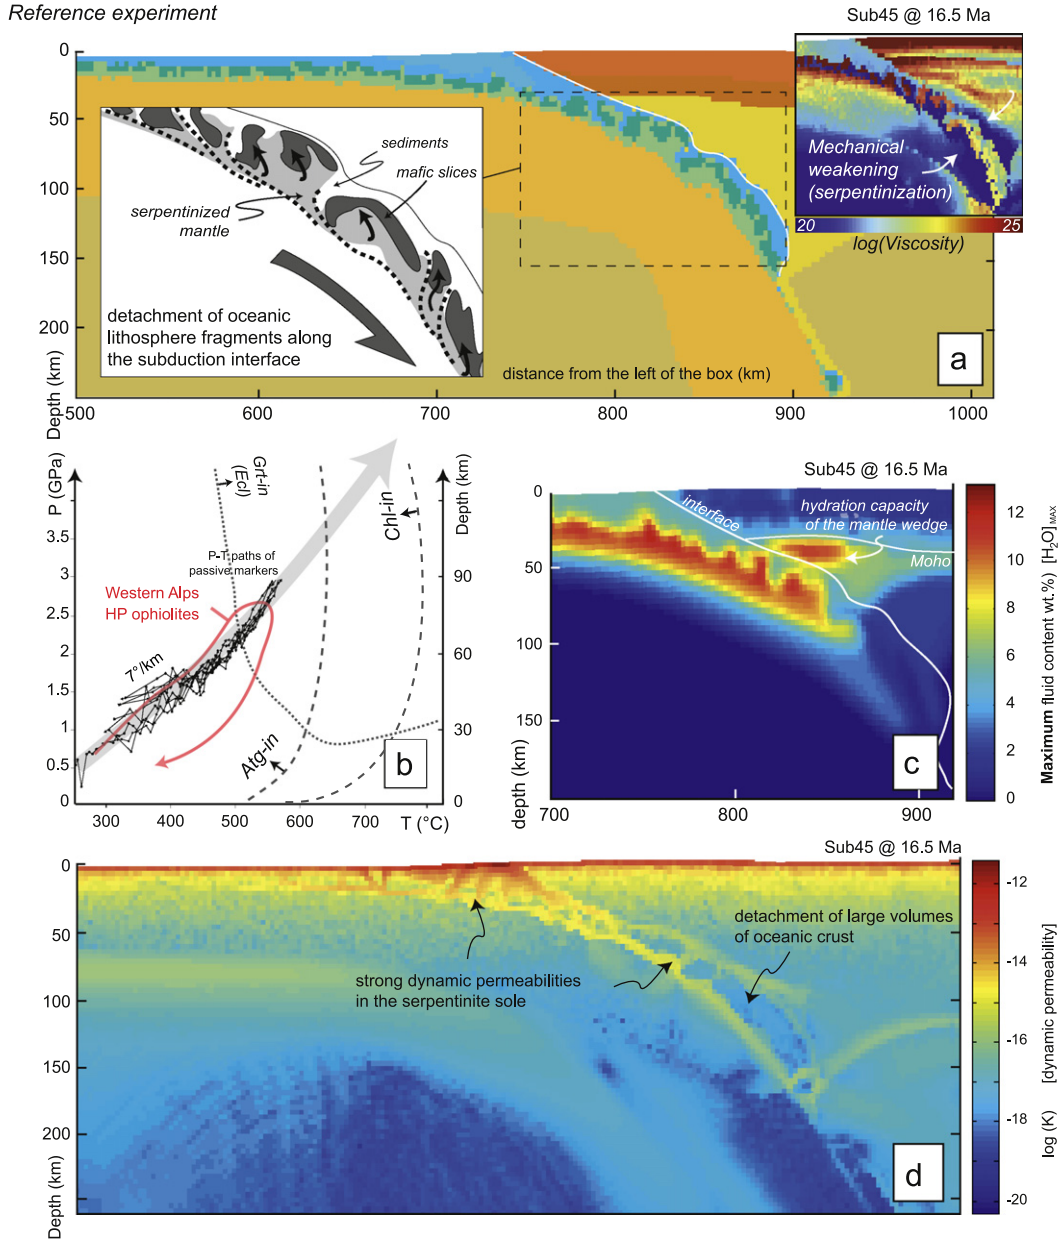 Reference experiment
Sub45 @ 16.5 Ma
0
50
100
150
200
Depth (km)
sediments
mafic slices
serpentinized
mantle
detachment of oceanic
lithosphere fragments along
the subduction interface
Mechanical
weakening
(serpentinization)
20
25
log(Viscosity)
a
distance from the left of the box (km)
500
600
700
800
900
1000
P (GPa)
3.5
3
2.5
2
1.5
1
0.5
0
Grt-in
(Ecl)
Chl-in
Depth (km)
90
60
30
0
P-T paths of
passive markers
Western Alps
HP ophiolites
7°/km
Atg-in
b
300
400
500
600
700
T (°C)
Sub45 @ 16.5 Ma
0
50
100
150
depth (km)
interface
hydration capacity
of the mantle wedge
Moho
c
700
800
900
12
10
8
6
4
2
0
Maximum fluid content wt.%) [H₂O]MAX
Sub45 @ 16.5 Ma
0
50
100
150
200
Depth (km)
detachment of large volumes
of oceanic crust
strong dynamic permeabilities
in the serpentinite sole
d
-12
-14
-16
-18
-20
log (K) [dynamic permeability]